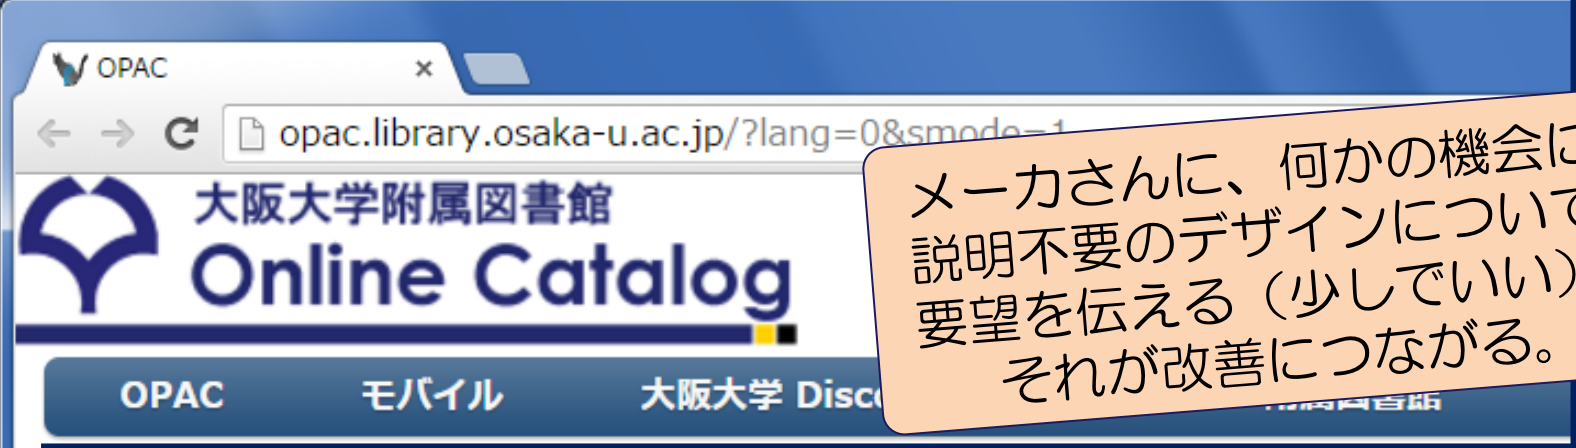 OPAC
opac.library.osaka-u.ac.jp/?lang=0&smode=1
大阪大学附属図書館
Online Catalog
OPAC モバイル 大阪大学 Disc
メーカさんに、何かの機会に
説明不要のデザインについて
要望を伝える（少しでいい）
それが改善につながる。